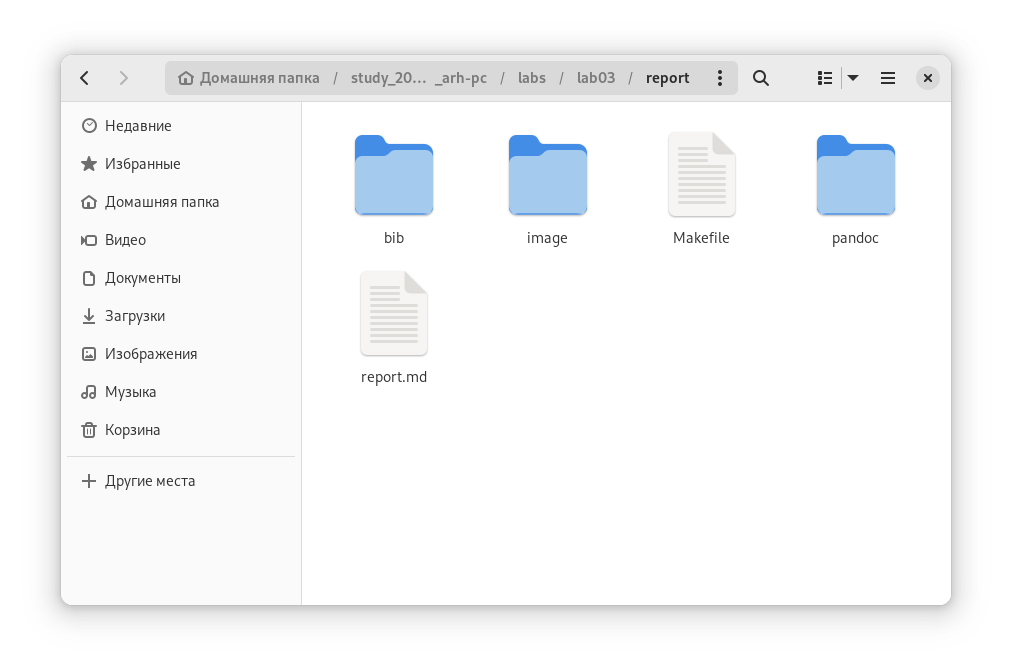 Домашняя папка / study_20… _arh-pc / labs / lab03 / report
Недавние
Избранные
Домашняя папка
Видео
Документы
Загрузки
Изображения
Музыка
Корзина
Другие места
bib
image
Makefile
pandoc
report.md